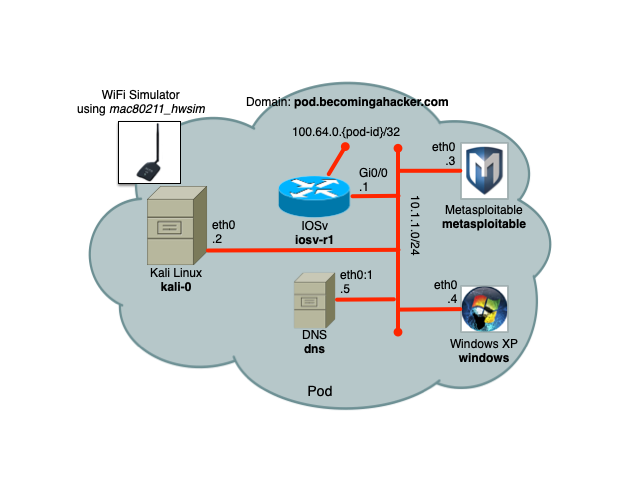 WiFi Simulator
using mac80211_hwsim
Domain: pod.becomingahacker.com
100.64.0.{pod-id}/32
eth0
.3
Gi0/0
.1
IOSv
iosv-r1
10.1.1.0/24
Metasploitable
metasploitable
eth0
.2
Kali Linux
kali-0
eth0:1
.5
DNS
dns
eth0
.4
Windows XP
windows
Pod